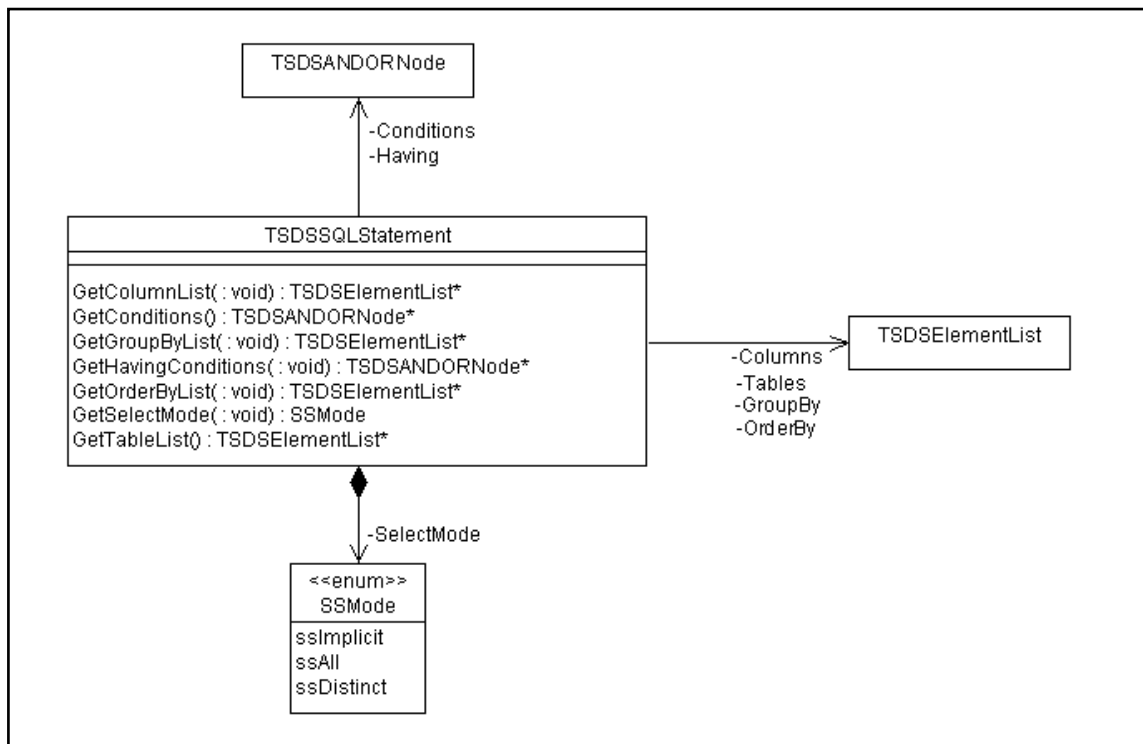 TSDSANDORNode
-Conditions
-Having
TSDSSQLStatement
GetColumnList( : void) : TSDSElementList*
GetConditions() : TSDSANDORNode*
GetGroupByList( : void) : TSDSElementList*
GetHavingConditions( : void) : TSDSANDORNode*
GetOrderByList( : void) : TSDSElementList*
GetSelectMode( : void) : SSMode
GetTableList() : TSDSElementList*
TSDSElementList
-Columns
-Tables
-GroupBy
-OrderBy
-SelectMode
<<enum>>
SSMode
ssImplicit
ssAll
ssDistinct